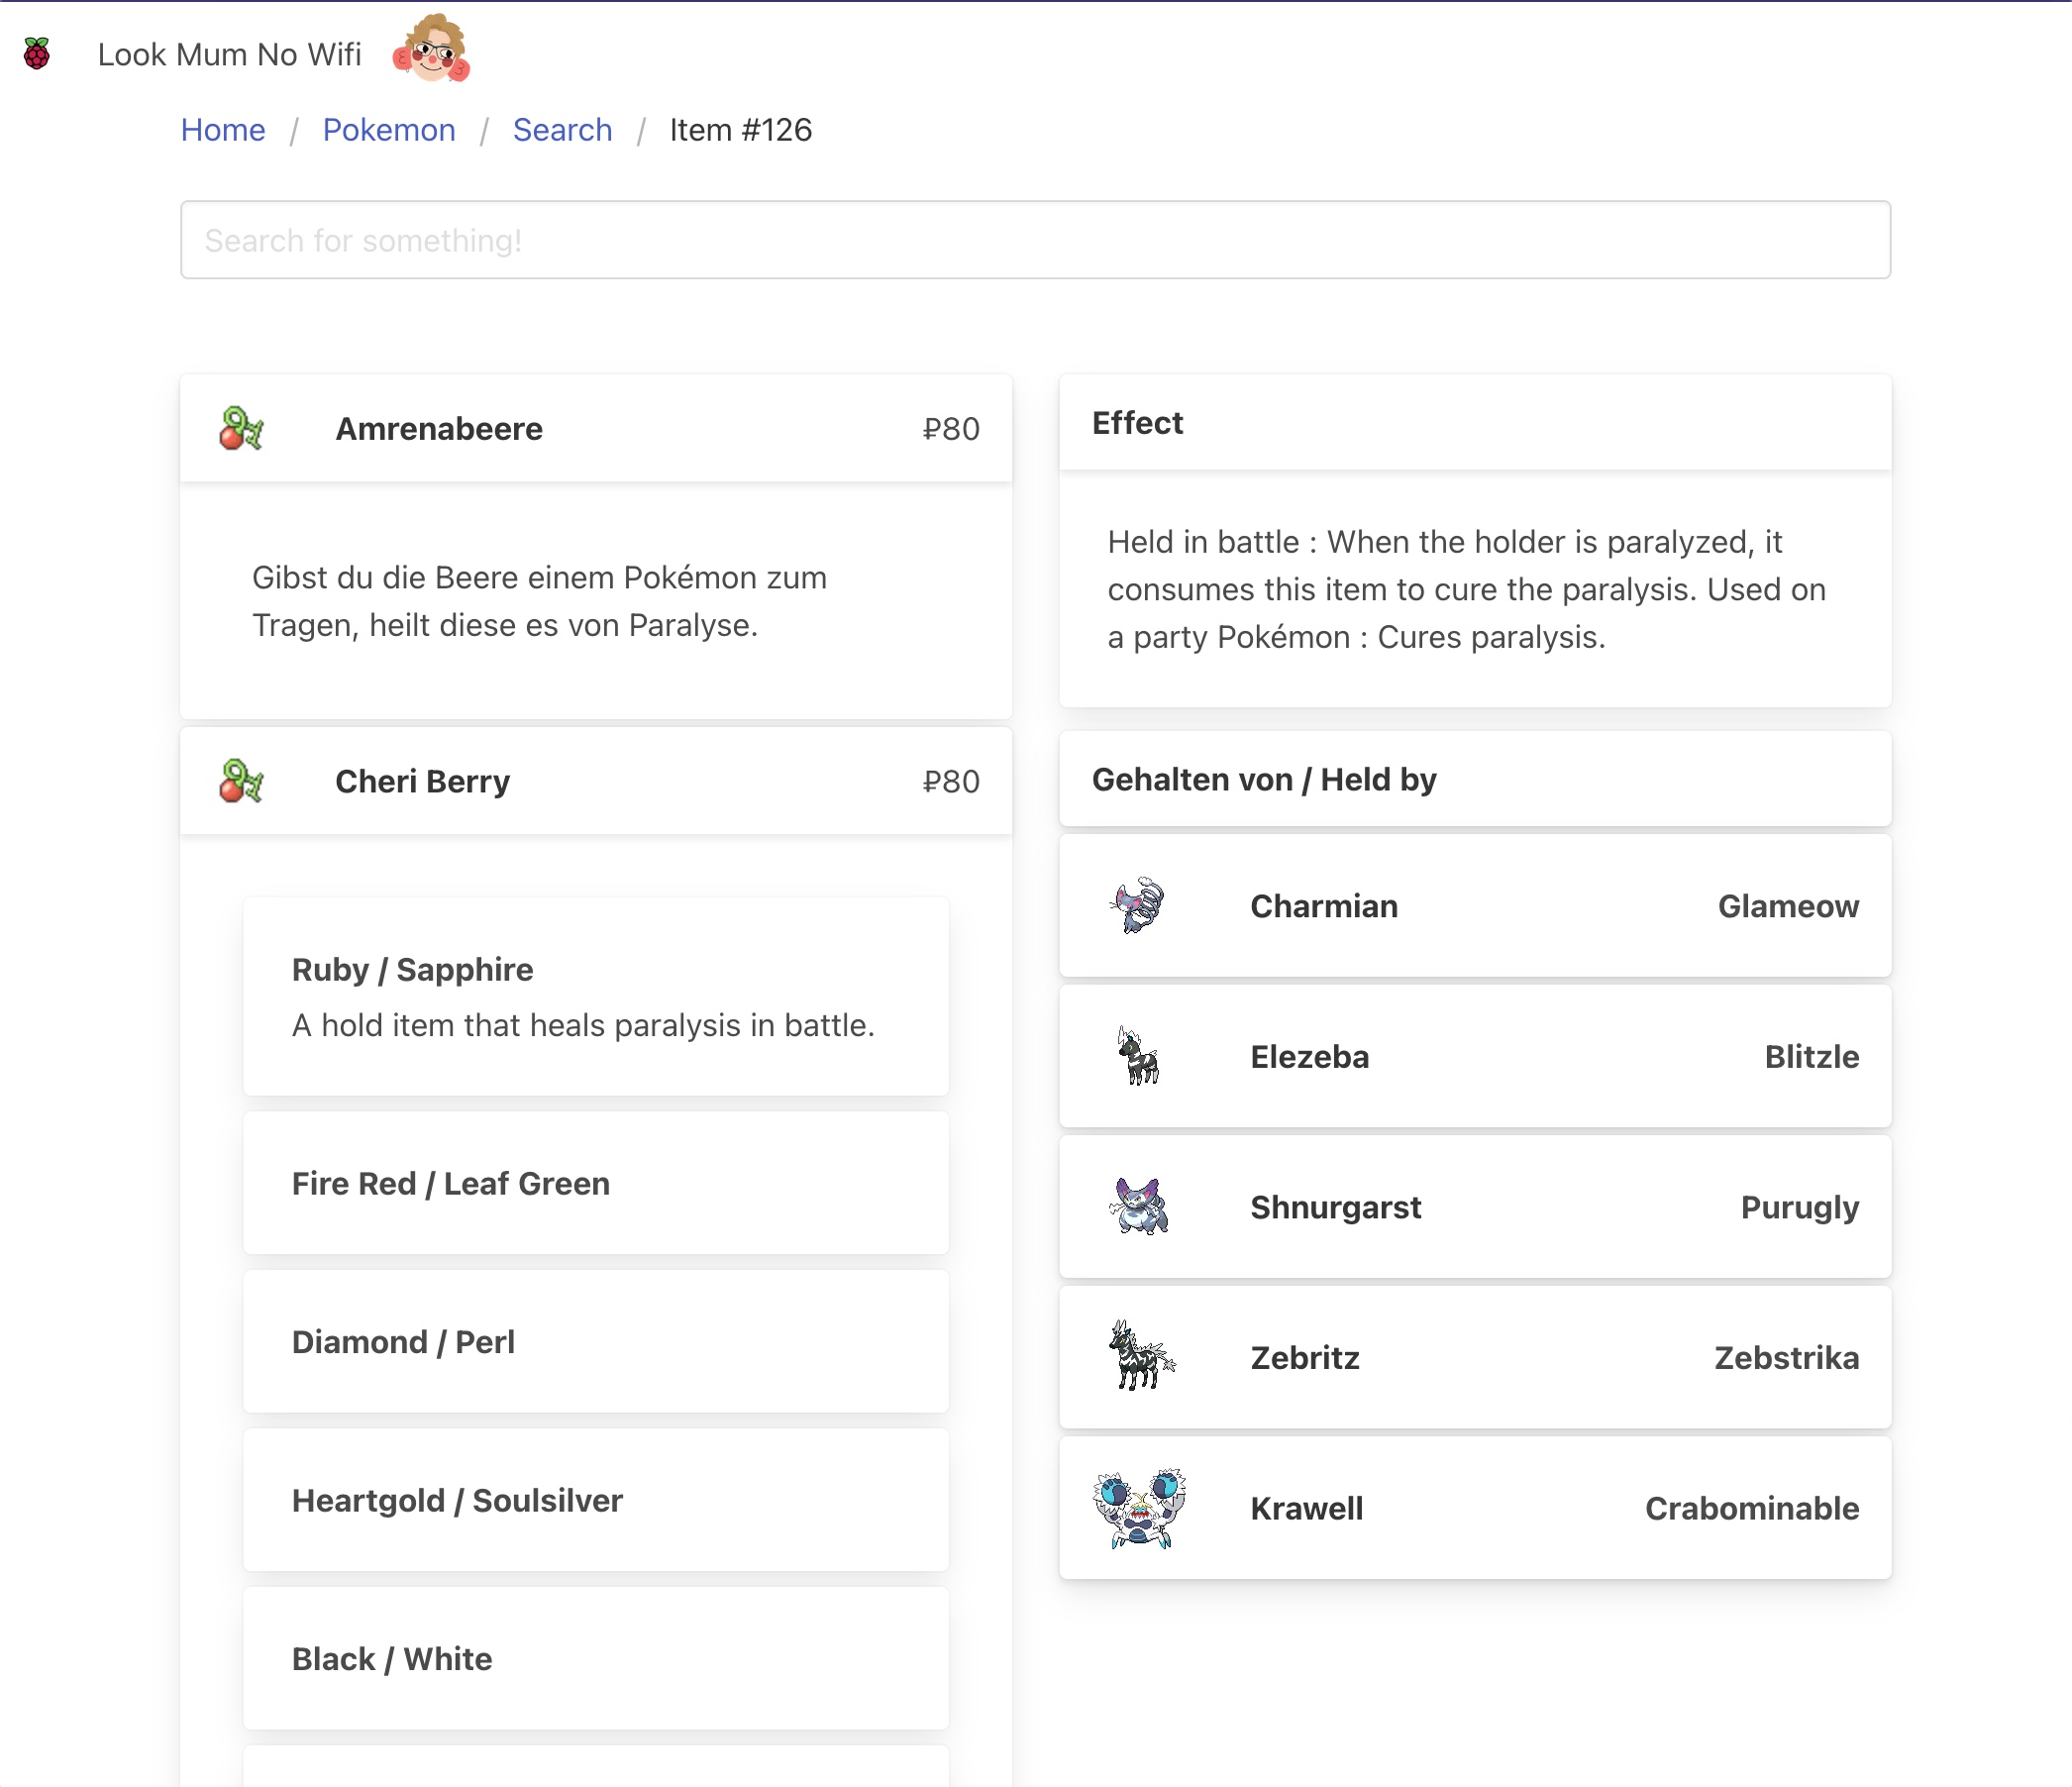 Look Mum No Wifi
Home / Pokemon / Search / Item #126
Search for something!
Amrenabeere ₽80
Gibst du die Beere einem Pokémon zum
Tragen, heilt diese es von Paralyse.
Cheri Berry ₽80
Ruby / Sapphire
A hold item that heals paralysis in battle.
Fire Red / Leaf Green
Diamond / Perl
Heartgold / Soulsilver
Black / White
Effect
Held in battle : When the holder is paralyzed, it
consumes this item to cure the paralysis. Used on
a party Pokémon : Cures paralysis.
Gehalten von / Held by
Charmian Glameow
Elezeba Blitzle
Shnurgarst Purugly
Zebritz Zebstrika
Krawell Crabominable